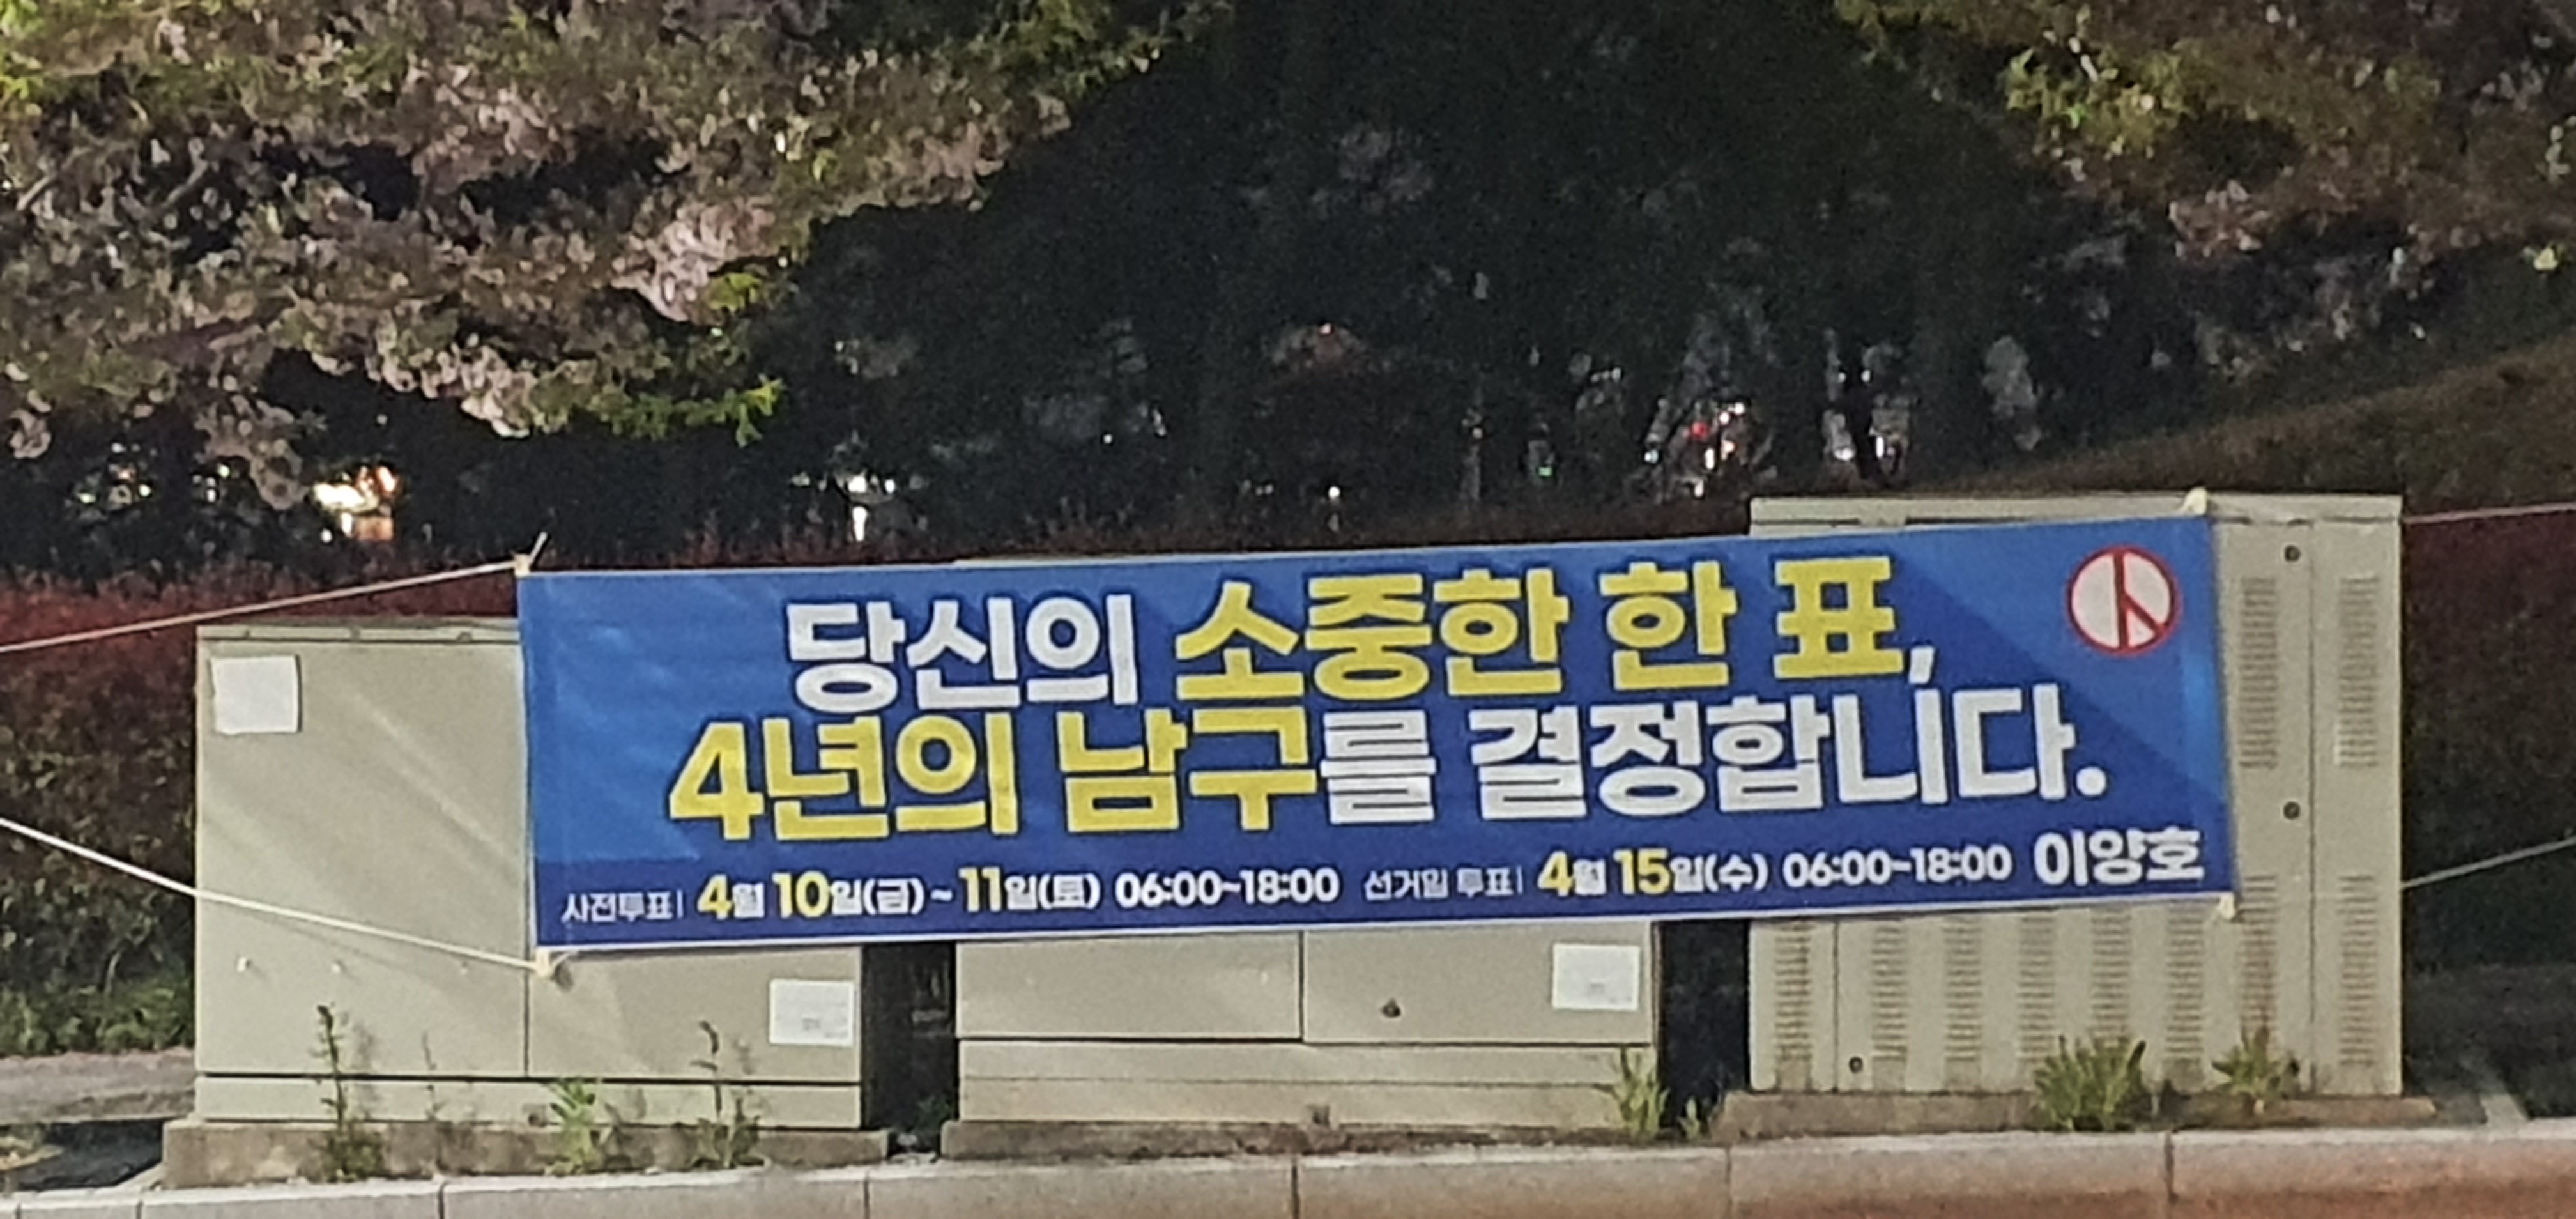 당신의 소중한 한 표,
4년의 남구를 결정합니다.
사전투표| 4월 10일(금) ~ 11일(토) 06:00~18:00 선거일 투표| 4월 15일(수) 06:00~18:00 이양호